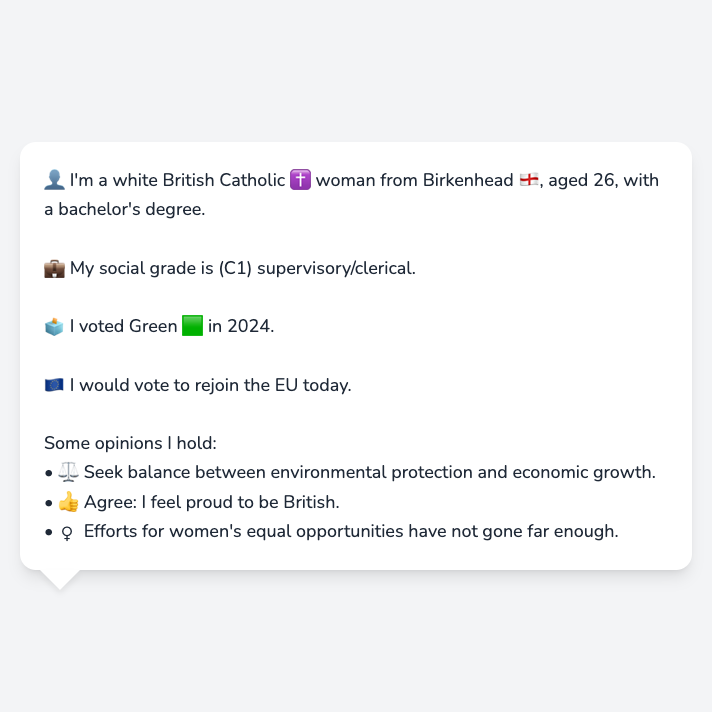 👤 I'm a white British Catholic ✝️ woman from Birkenhead 🏴󠁧󠁢󠁥󠁮󠁧󠁿, aged 26, with
a bachelor's degree.
💼 My social grade is (C1) supervisory/clerical.
🗳️ I voted Green 🟩 in 2024.
🇪🇺 I would vote to rejoin the EU today.
Some opinions I hold:
• ⚖️ Seek balance between environmental protection and economic growth.
• 👍 Agree: I feel proud to be British.
• ♀ Efforts for women's equal opportunities have not gone far enough.